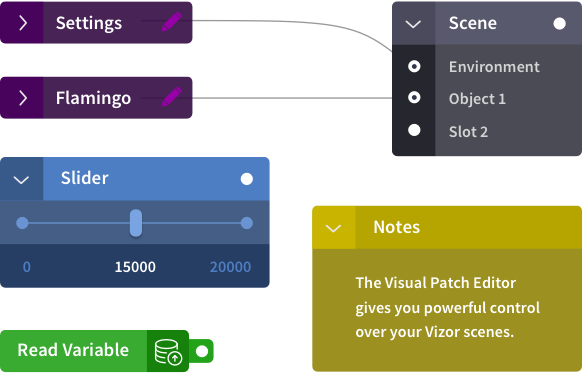 Settings
Flamingo
Scene
Environment
Object 1
Slot 2
Slider
0 15000 20000
Notes
The Visual Patch Editor
gives you powerful control
over your Vizor scenes.
Read Variable